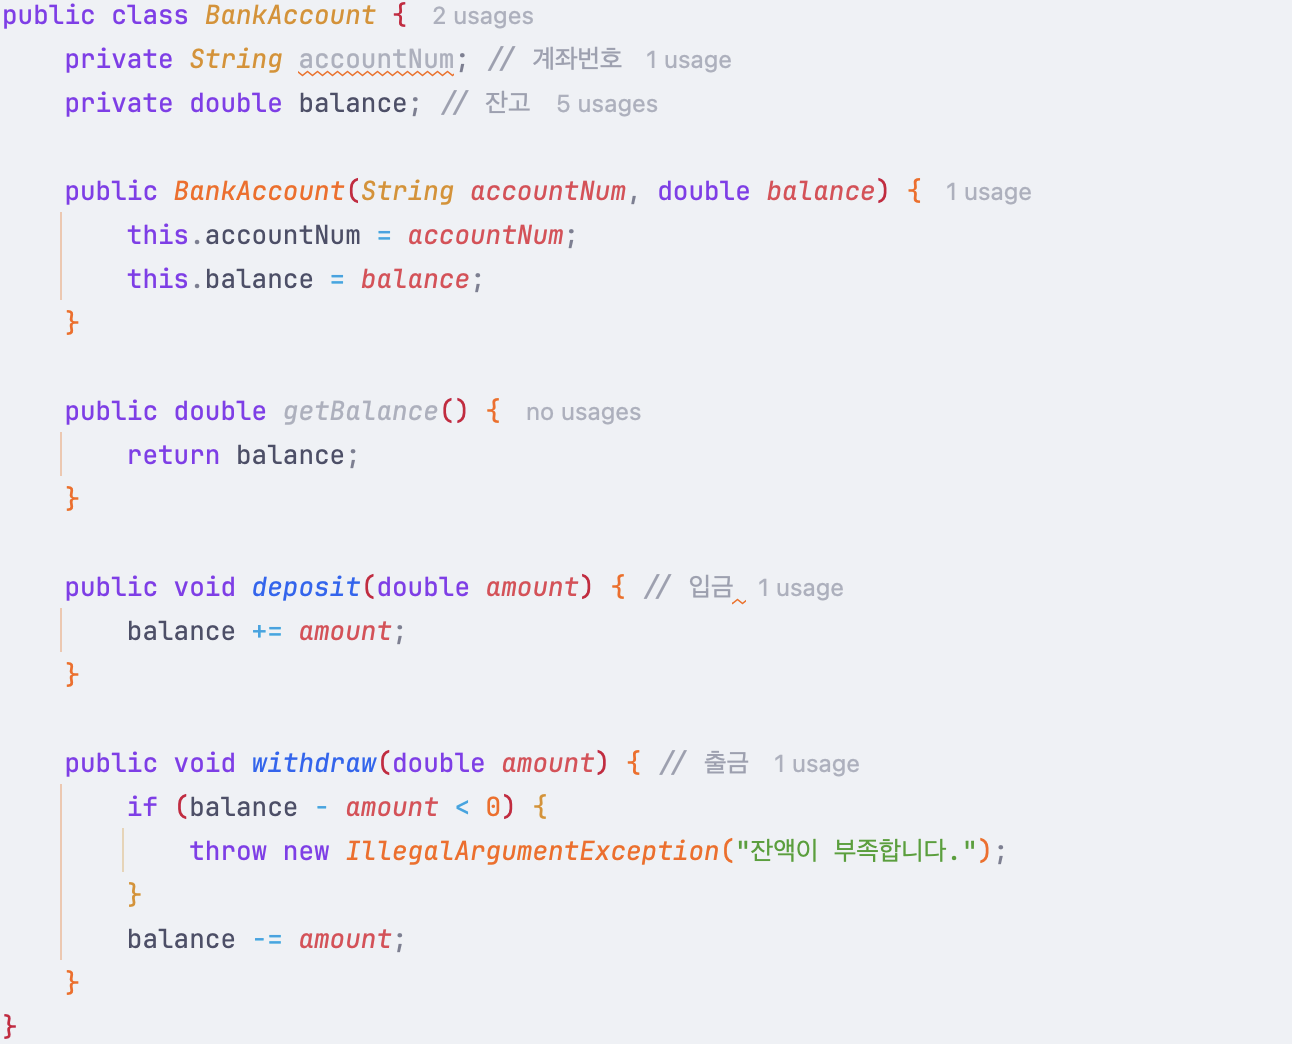 public class BankAccount { 2 usages
private String accountNum; // 계좌번호 1 usage
private double balance; // 잔고 5 usages
public BankAccount(String accountNum, double balance) { 1 usage
this.accountNum = accountNum;
this.balance = balance;
}
public double getBalance() { no usages
return balance;
}
public void deposit(double amount) { // 입금 1 usage
balance += amount;
}
public void withdraw(double amount) { // 출금 1 usage
if (balance - amount < 0) {
throw new IllegalArgumentException("잔액이 부족합니다.");
}
balance -= amount;
}
}